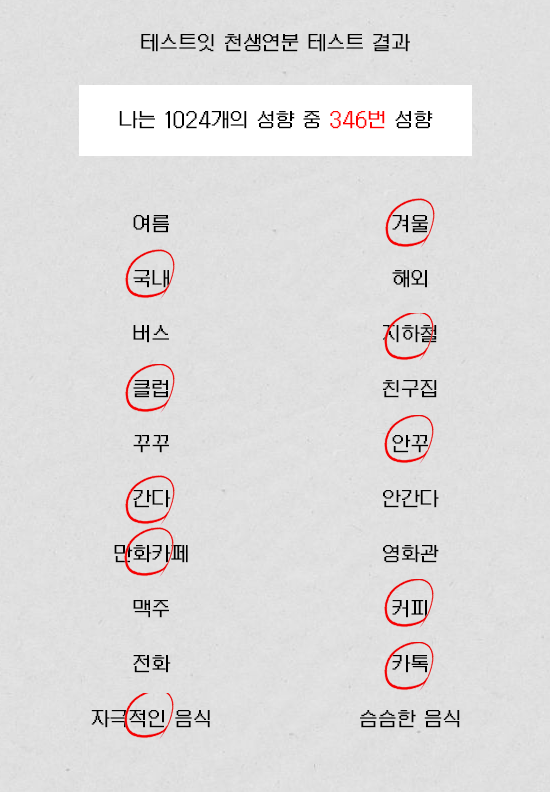 테스트잇 천생연분 테스트 결과
나는 1024개의 성향 중 346번 성향
여름 겨울
국내 해외
버스 지하철
클럽 친구집
꾸꾸 안꾸
간다 안간다
만화카페 영화관
맥주 커피
전화 카톡
자극적인 음식 슴슴한 음식